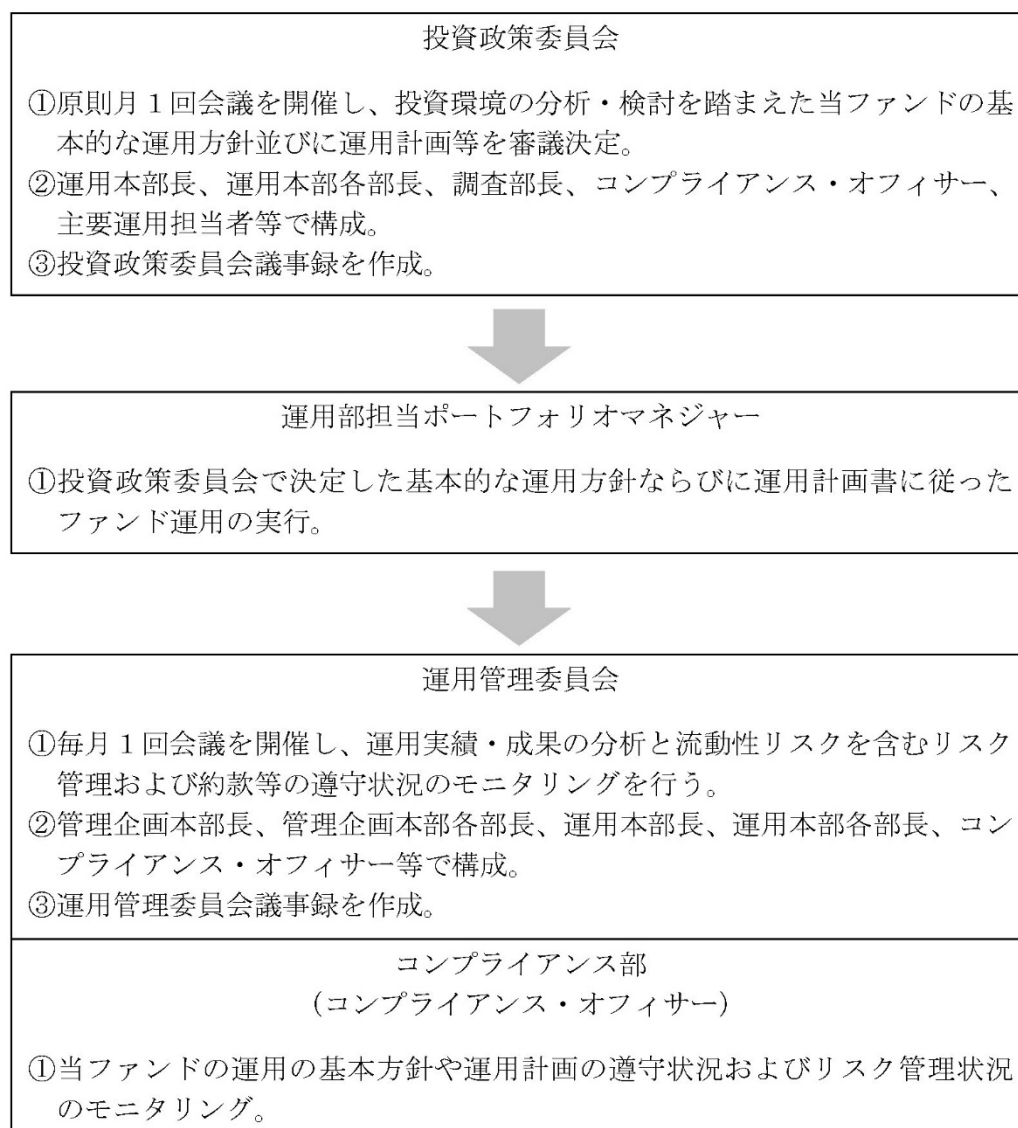 投資政策委員会
①原則月１回会議を開催し、投資環境の分析・検討を踏まえた当ファンドの基
本的な運用方針並びに運用計画等を審議決定。
②運用本部長、運用本部各部長、調査部長、コンプライアンス・オフィサー、
主要運用担当者等で構成。
③投資政策委員会議事録を作成。
運用部担当ポートフォリオマネジャー
①投資政策委員会で決定した基本的な運用方針ならびに運用計画書に従った
ファンド運用の実行。
運用管理委員会
①毎月１回会議を開催し、運用実績・成果の分析と流動性リスクを含むリスク
管理および約款等の遵守状況のモニタリングを行う。
②管理企画本部長、管理企画本部各部長、運用本部長、運用本部各部長、コン
プライアンス・オフィサー等で構成。
③運用管理委員会議事録を作成。
コンプライアンス部
（コンプライアンス・オフィサー）
①当ファンドの運用の基本方針や運用計画の遵守状況およびリスク管理状況
のモニタリング。